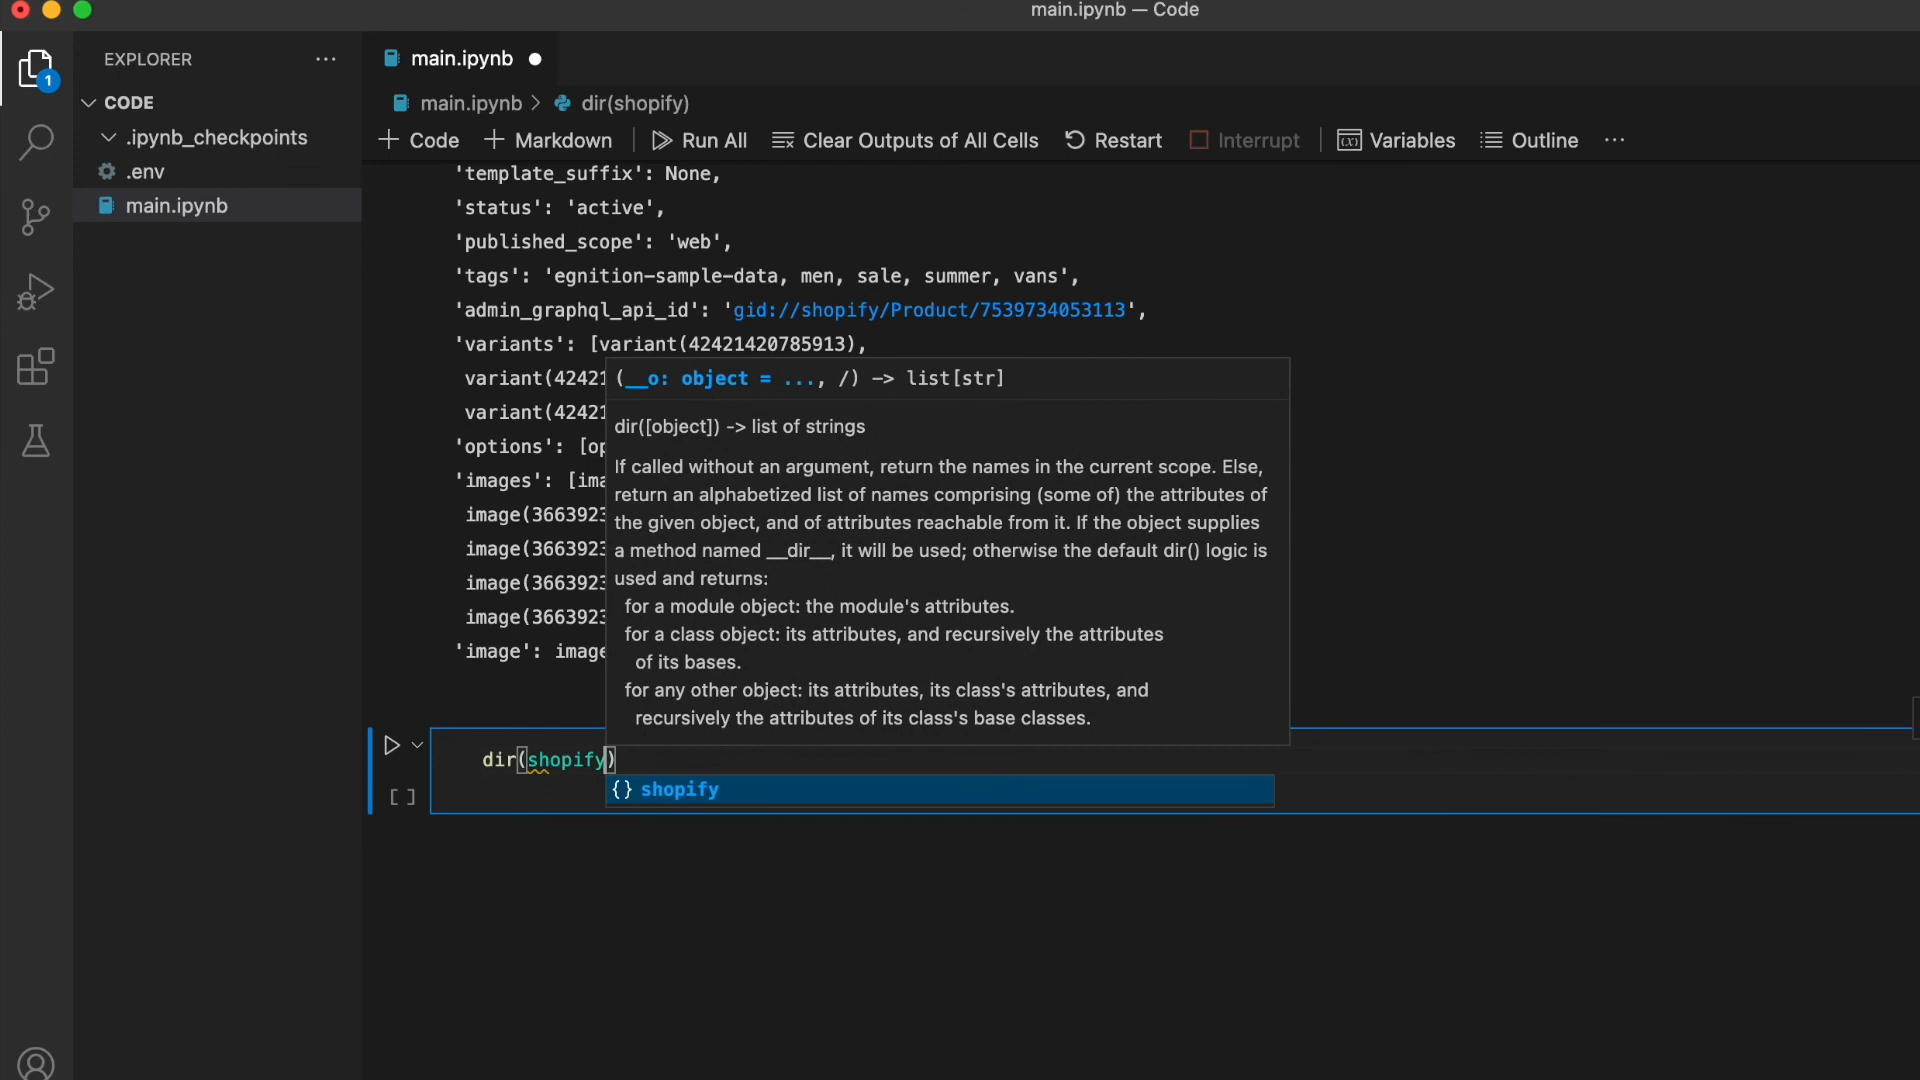 main.ipynb — Code
EXPLORER
CODE
.ipynb_checkpoints
.env
main.ipynb
1
main.ipynb
main.ipynb > dir(shopify)
Code Markdown Run All Clear Outputs of All Cells Restart Interrupt Variables Outline
'template_suffix': None,
'status': 'active',
'published_scope': 'web',
'tags': 'egnition-sample-data, men, sale, summer, vans',
'admin_graphql_api_id': 'gid://shopify/Product/7539734053113',
'variants': [variant(42421420785913),
variant(42421
variant(42421
'options': [op
'images': [ima
image(3663923
image(3663923
image(3663923
image(3663923
'image': image
(__o: object = ..., /) -> list[str]
dir([object]) -> list of strings
If called without an argument, return the names in the current scope. Else,
return an alphabetized list of names comprising (some of) the attributes of
the given object, and of attributes reachable from it. If the object supplies
a method named __dir__, it will be used; otherwise the default dir() logic is
used and returns:
for a module object: the module's attributes.
for a class object: its attributes, and recursively the attributes
of its bases.
for any other object: its attributes, its class's attributes, and
recursively the attributes of its class's base classes.
dir(shopify)
{} shopify
[ ]